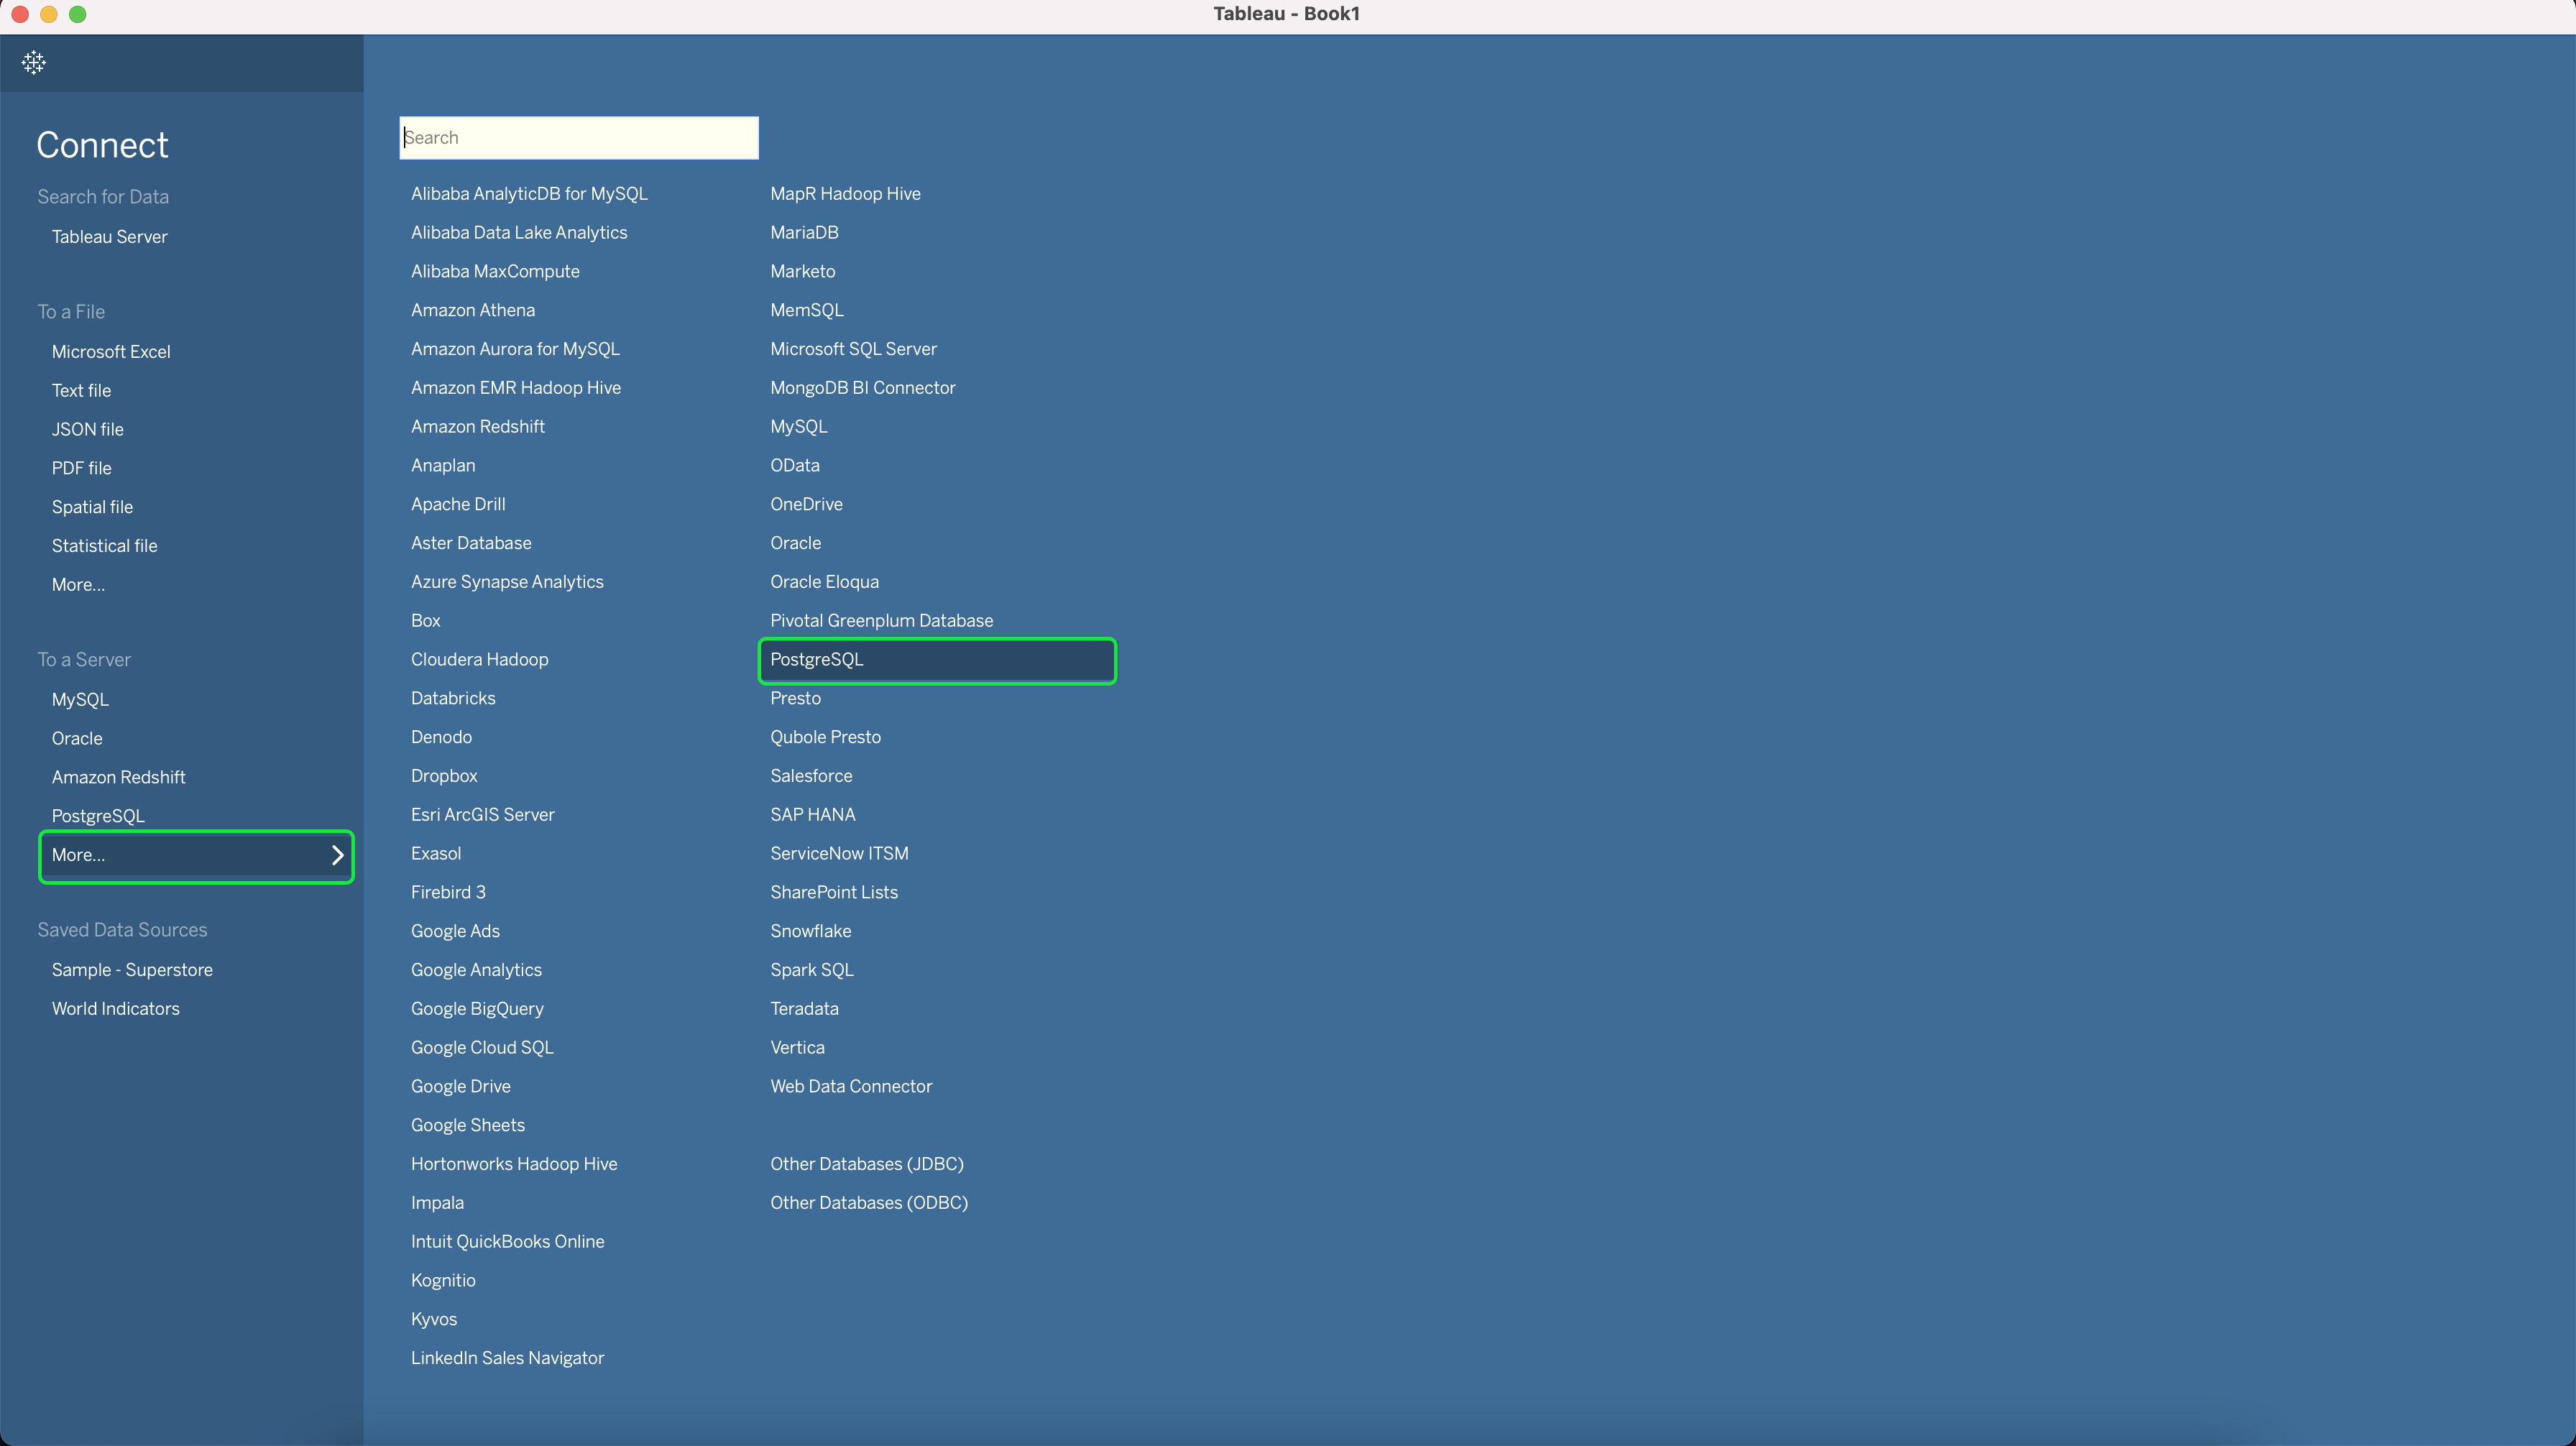 Tableau - Book1
Connect
Search for Data
Tableau Server
To a File
Microsoft Excel
Text file
JSON file
PDF file
Spatial file
Statistical file
More...
To a Server
MySQL
Oracle
Amazon Redshift
PostgreSQL
More...
Saved Data Sources
Sample - Superstore
World Indicators
Search
Alibaba AnalyticDB for MySQL
Alibaba Data Lake Analytics
Alibaba MaxCompute
Amazon Athena
Amazon Aurora for MySQL
Amazon EMR Hadoop Hive
Amazon Redshift
Anaplan
Apache Drill
Aster Database
Azure Synapse Analytics
Box
Cloudera Hadoop
Databricks
Denodo
Dropbox
Esri ArcGIS Server
Exasol
Firebird 3
Google Ads
Google Analytics
Google BigQuery
Google Cloud SQL
Google Drive
Google Sheets
Hortonworks Hadoop Hive
Impala
Intuit QuickBooks Online
Kognitio
Kyvos
LinkedIn Sales Navigator
MapR Hadoop Hive
MariaDB
Marketo
MemSQL
Microsoft SQL Server
MongoDB BI Connector
MySQL
OData
OneDrive
Oracle
Oracle Eloqua
Pivotal Greenplum Database
PostgreSQL
Presto
Qubole Presto
Salesforce
SAP HANA
ServiceNow ITSM
SharePoint Lists
Snowflake
Spark SQL
Teradata
Vertica
Web Data Connector
Other Databases (JDBC)
Other Databases (ODBC)